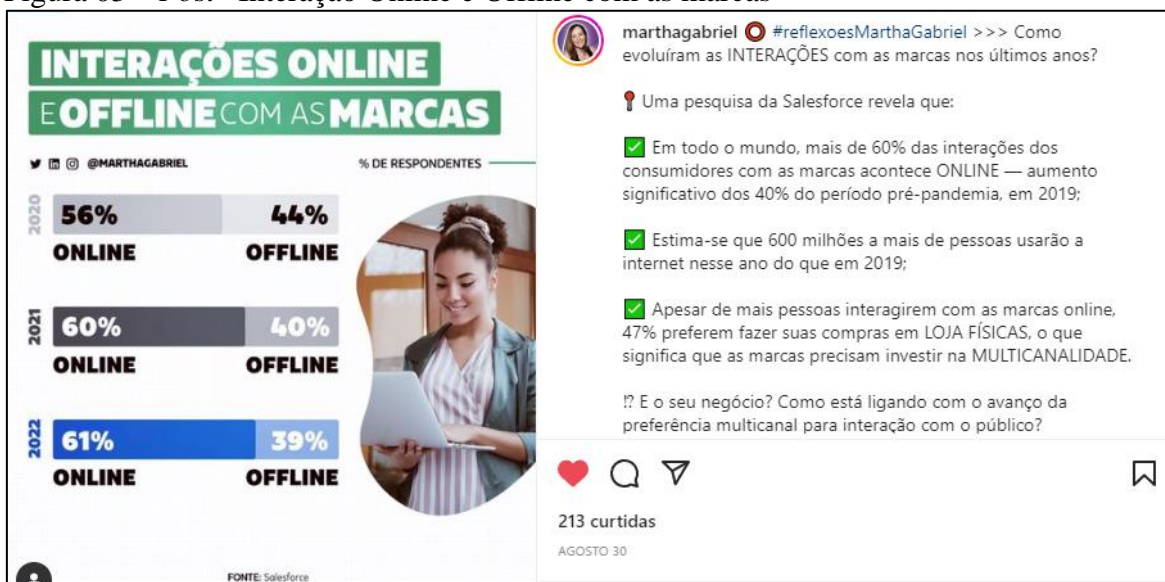 INTERAÇÕES ONLINE
E OFFLINE COM AS MARCAS
@MARTHAGABRIEL
% DE RESPONDENTES
2020
56%
44%
ONLINE
OFFLINE
2021
60%
40%
ONLINE
OFFLINE
2022
61%
39%
ONLINE
OFFLINE
FONTE: Salesforce
marthagabriel ⭕ #reflexoesMarthaGabriel >>> Como
evoluíram as INTERAÇÕES com as marcas nos últimos anos?
📍 Uma pesquisa da Salesforce revela que:
✅ Em todo o mundo, mais de 60% das interações dos
consumidores com as marcas acontece ONLINE — aumento
significativo dos 40% do período pré-pandemia, em 2019;
✅ Estima-se que 600 milhões a mais de pessoas usarão a
internet nesse ano do que em 2019;
✅ Apesar de mais pessoas interagirem com as marcas online,
47% preferem fazer suas compras em LOJA FÍSICAS, o que
significa que as marcas precisam investir na MULTICANALIDADE.
⁉ E o seu negócio? Como está ligando com o avanço da
preferência multicanal para interação com o público?
213 curtidas
AGOSTO 30